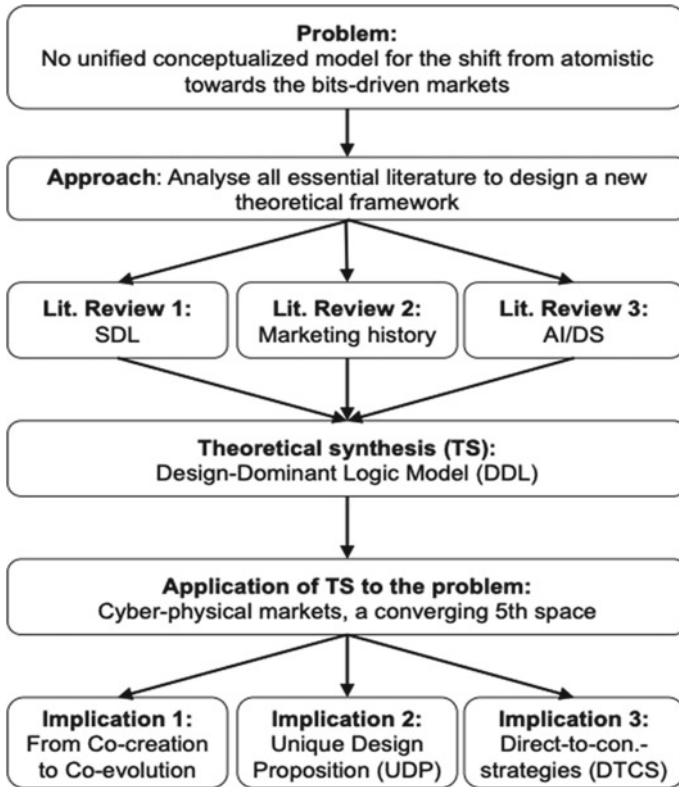 Problem:
No unified conceptualized model for the shift from atomistic
towards the bits-driven markets
Approach: Analyse all essential literature to design a new
theoretical framework
Lit. Review 1:
SDL
Lit. Review 2:
Marketing history
Lit. Review 3:
AI/DS
Theoretical synthesis (TS):
Design-Dominant Logic Model (DDL)
Application of TS to the problem:
Cyber-physical markets, a converging 5th space
Implication 1:
From Co-creation
to Co-evolution
Implication 2:
Unique Design
Proposition (UDP)
Implication 3:
Direct-to-con.-
strategies (DTCS)